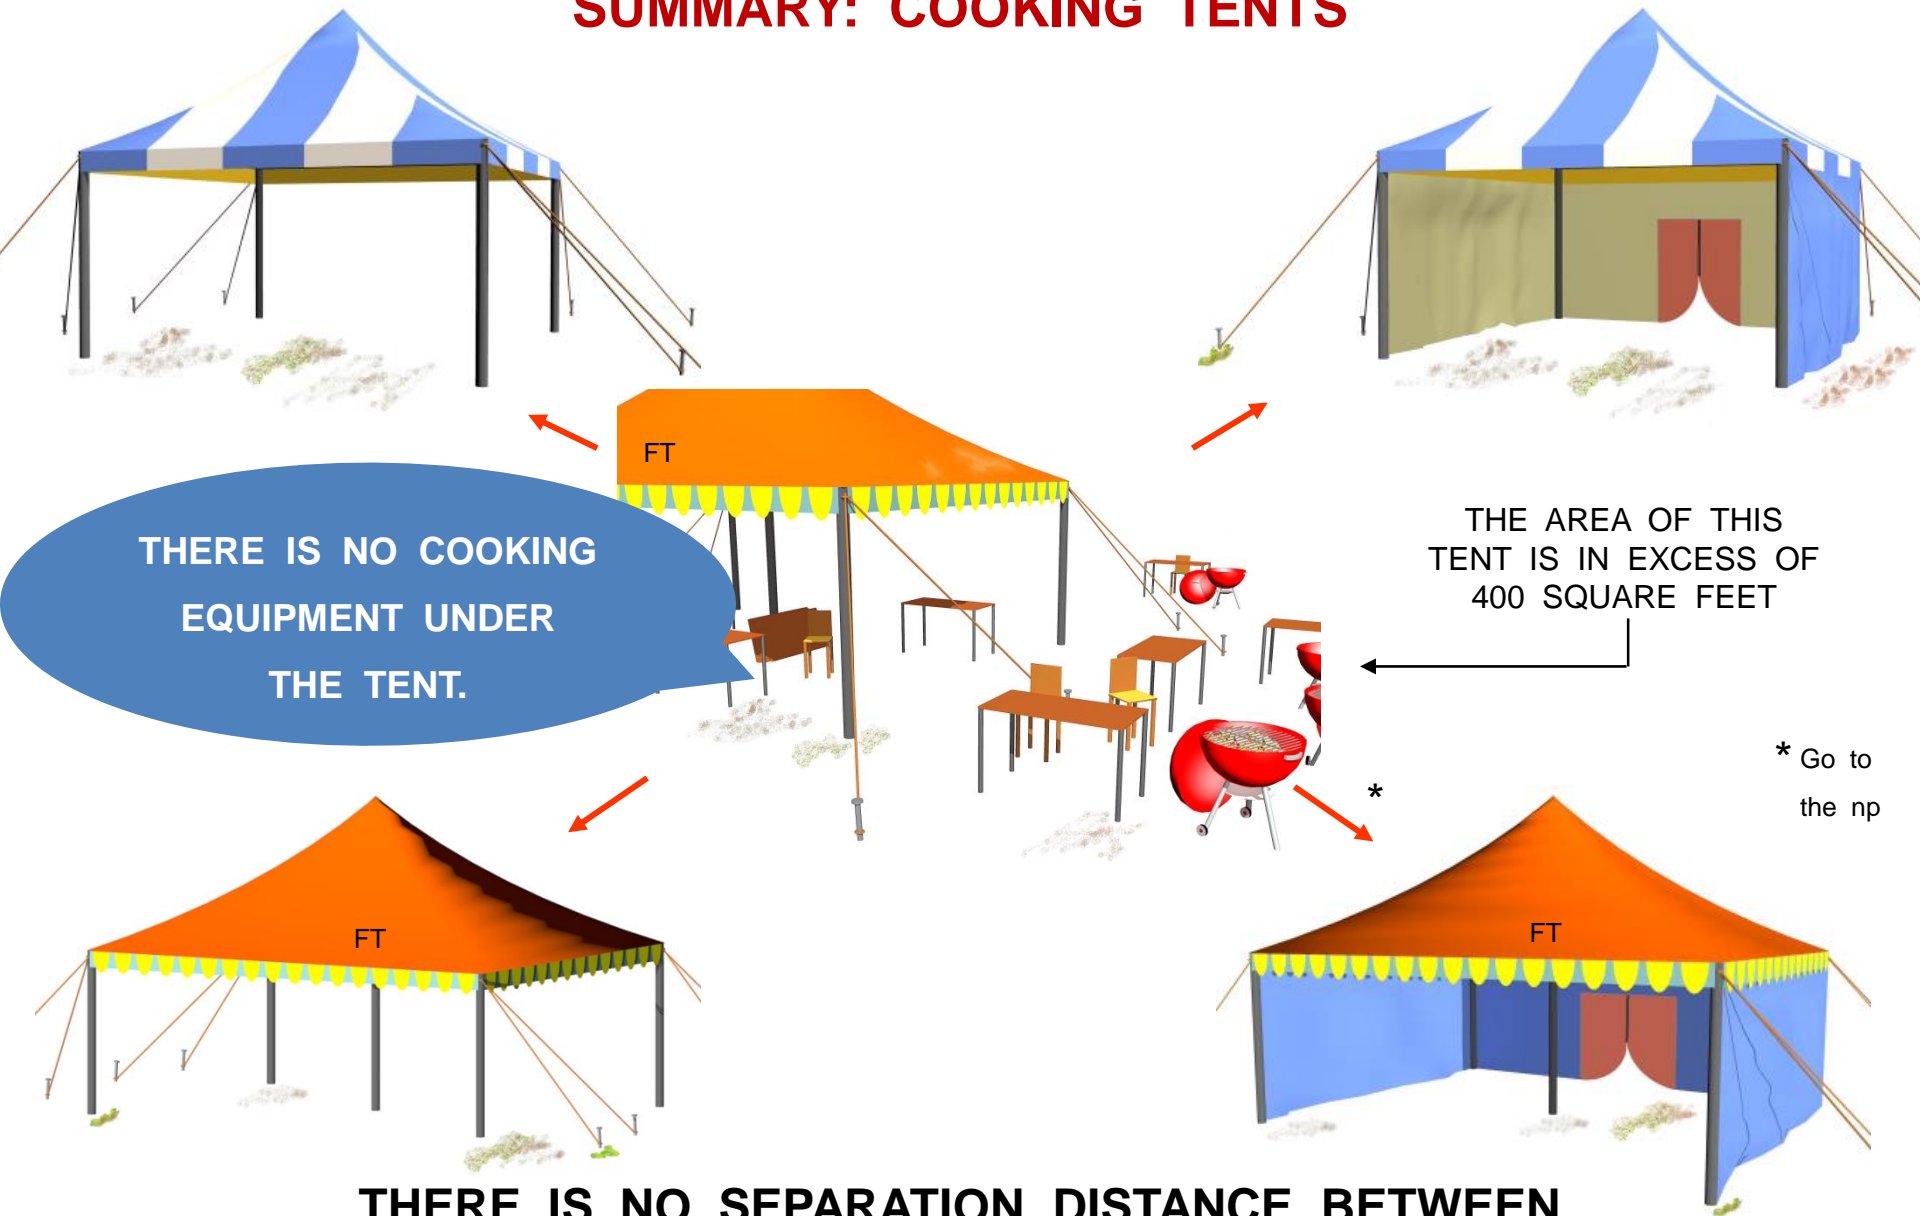 SUMMARY: COOKING TENTS
FT
THERE IS NO COOKING
EQUIPMENT UNDER
THE TENT.
THE AREA OF THIS
TENT IS IN EXCESS OF
400 SQUARE FEET
* Go to
the np
*
FT
FT
THERE IS NO SEPARATION DISTANCE BETWEEN